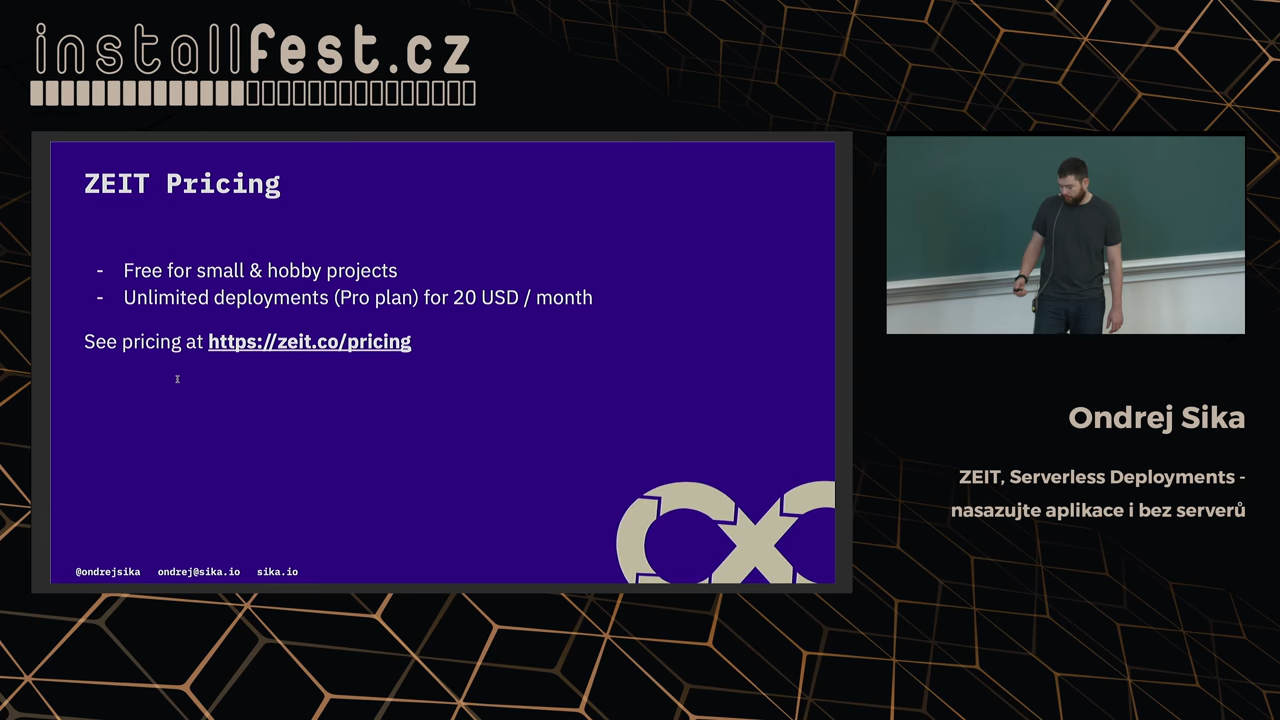 installfest.cz
ZEIT Pricing
- Free for small & hobby projects
- Unlimited deployments (Pro plan) for 20 USD / month
See pricing at https://zeit.co/pricing
@ondrejsika ondrej@sika.io sika.io
Ondrej Sika
ZEIT, Serverless Deployments -
nasazujte aplikace i bez serverů